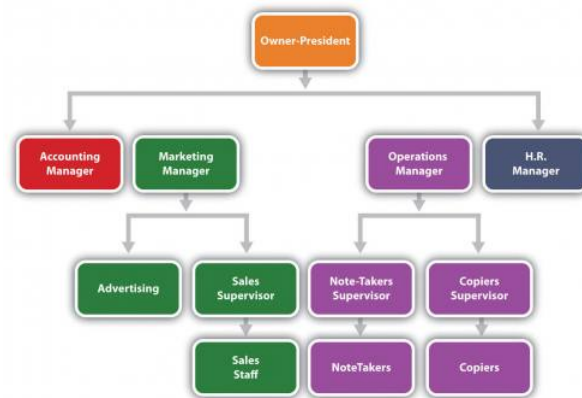 Owner-President
Accounting
Manager
Marketing
Manager
Operations
Manager
H.R.
Manager
Advertising
Sales
Supervisor
Note-Takers
Supervisor
Copiers
Supervisor
Sales
Staff
NoteTakers
Copiers